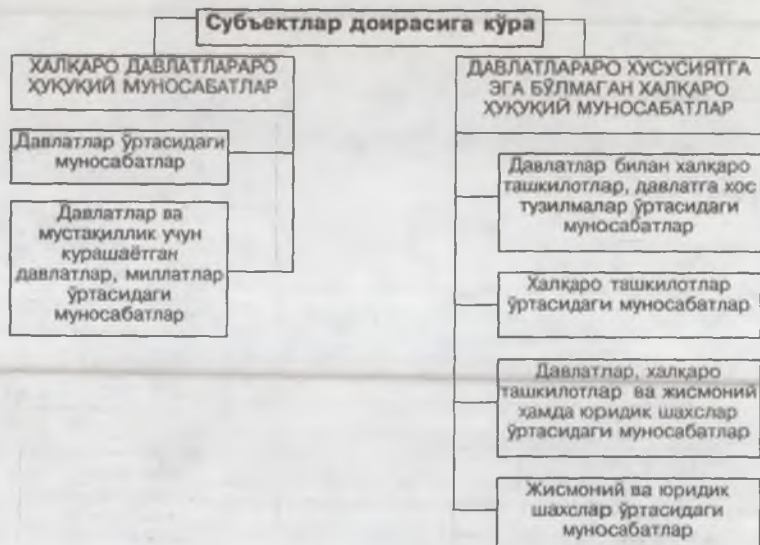 Субъектлар доирасига кўра
ХАЛҚАРО ДАВЛАТЛАРАРО
ҲУҚУҚИЙ МУНОСАБАТЛАР
Давлатлар ўртасидаги
муносабатлар
Давлатлар ва
мустақиллик учун
курашаётган
давлатлар, миллатлар
ўртасидаги
муносабатлар
ДАВЛАТЛАРАРО ХУСУСИЯТГА
ЭГА БЎЛМАГАН ХАЛҚАРО
ҲУҚУҚИЙ МУНОСАБАТЛАР
Давлатлар билан халқаро
ташкилотлар, давлатга хос
тузилмалар ўртасидаги
муносабатлар
Халқаро ташкилотлар
ўртасидаги муносабатлар
Давлатлар, халқаро
ташкилотлар ва жисмоний
ҳамда юридик шахслар
ўртасидаги муносабатлар
Жисмоний ва юридик
шахслар ўртасидаги
муносабатлар